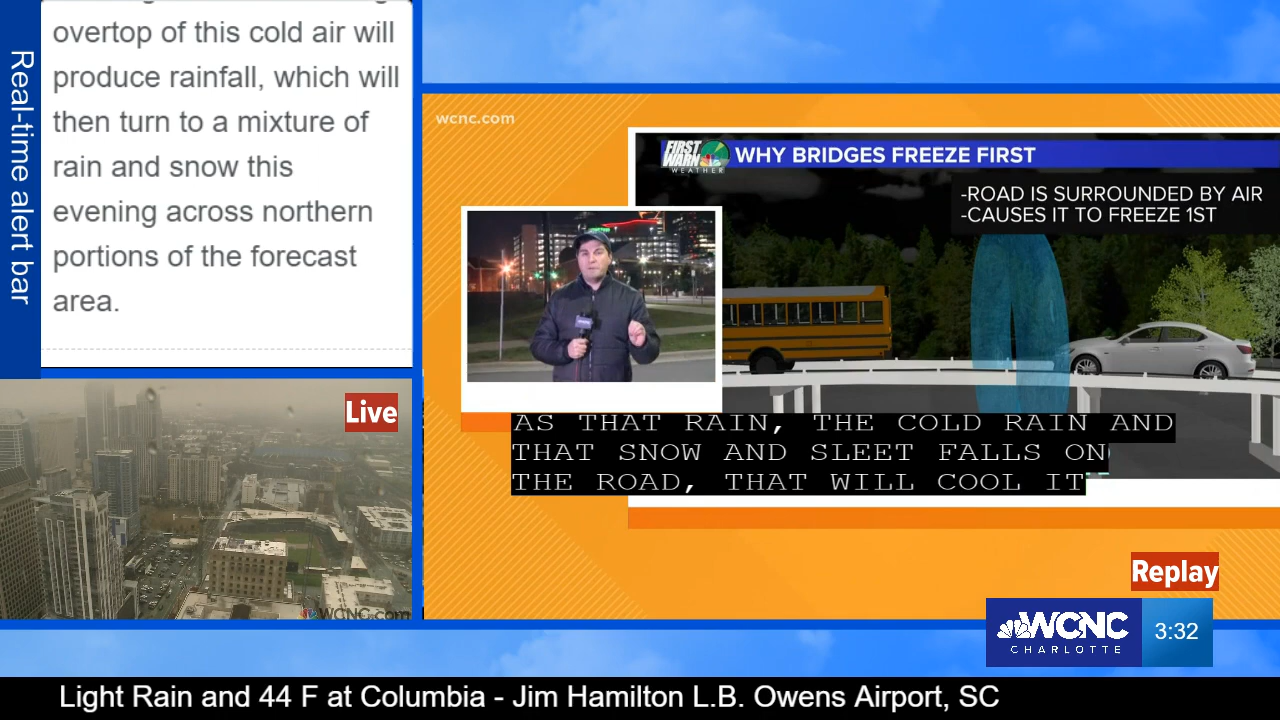 Real-time alert bar
overtop of this cold air will
produce rainfall, which will
then turn to a mixture of
rain and snow this
evening across northern
portions of the forecast
area.
Live
WCNC.com
wcnc.com
FIRST
WARN
WEATHER
WHY BRIDGES FREEZE FIRST
-ROAD IS SURROUNDED BY AIR
-CAUSES IT TO FREEZE 1ST
AS THAT RAIN, THE COLD RAIN AND
THAT SNOW AND SLEET FALLS ON
THE ROAD, THAT WILL COOL IT
Replay
WCNC
CHARLOTTE
3:32
Light Rain and 44 F at Columbia - Jim Hamilton L.B. Owens Airport, SC